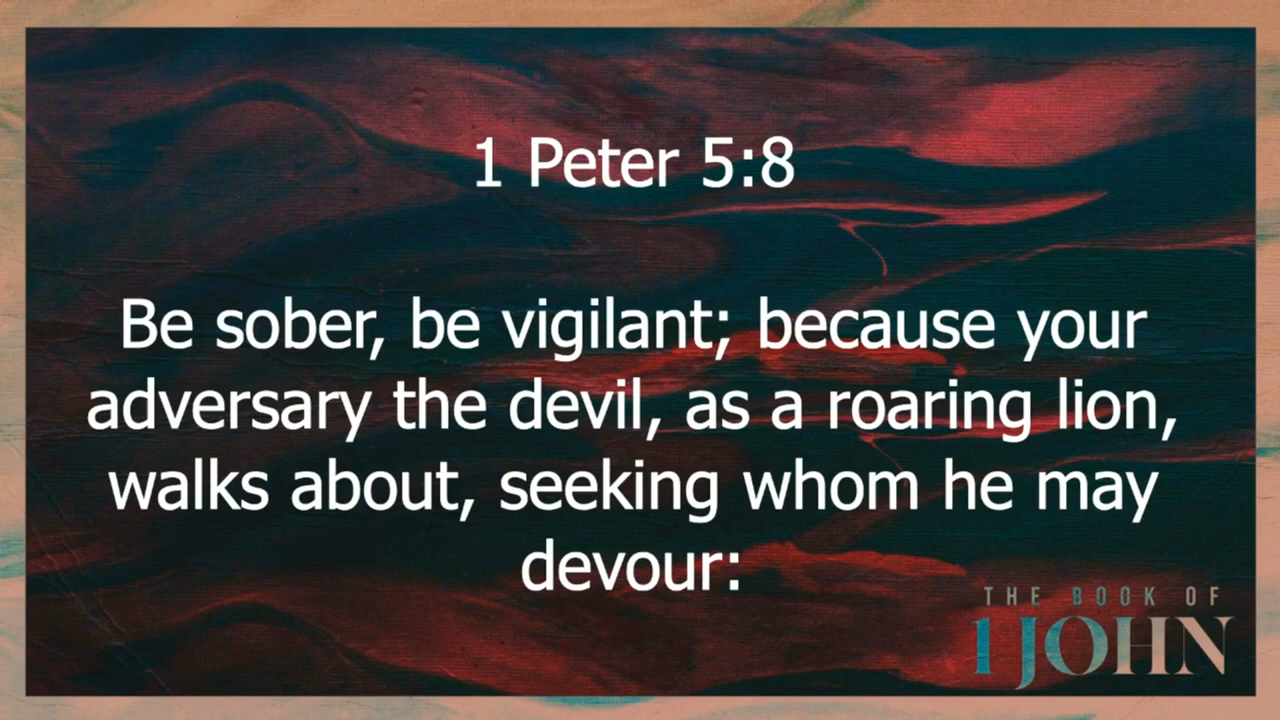 1 Peter 5:8
Be sober, be vigilant; because your
adversary the devil, as a roaring lion,
walks about, seeking whom he may
devour:
THE BOOK OF
1 JOHN